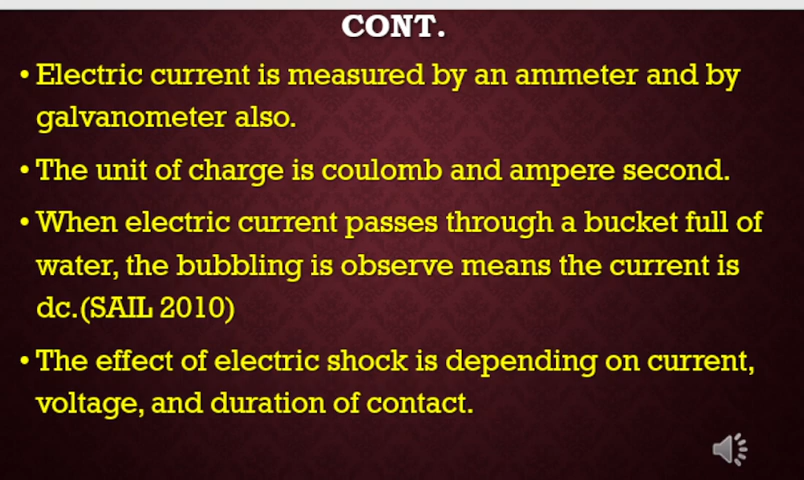 CONT.
• Electric current is measured by an ammeter and by
galvanometer also.
• The unit of charge is coulomb and ampere second.
• When electric current passes through a bucket full of
water, the bubbling is observe means the current is
dc.(SAIL 2010)
• The effect of electric shock is depending on current,
voltage, and duration of contact.